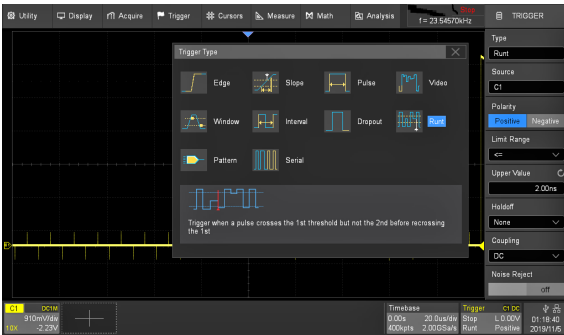 Utility Display Acquire Trigger Cursors Measure Math Analysis f = 23.54570kHz TRIGGER
Trigger Type
Type
Runt
Edge Slope Pulse Video
Source
C1
Polarity
Positive Negative
Window Interval Dropout Runt
Limit Range
<=
Pattern Serial
Upper Value
2.00ns
Trigger when a pulse crosses the 1st threshold but not the 2nd before recrossing
the 1st
Holdoff
None
Coupling
DC
Noise Reject
off
C1 DC1M
910mV/div
10X -2.23V
Timebase
0.00s 20.0us/div
400kpts 2.00GSa/s
Trigger C1 DC
Stop L 0.00V
Runt Positive
01:18:40
2019/11/5